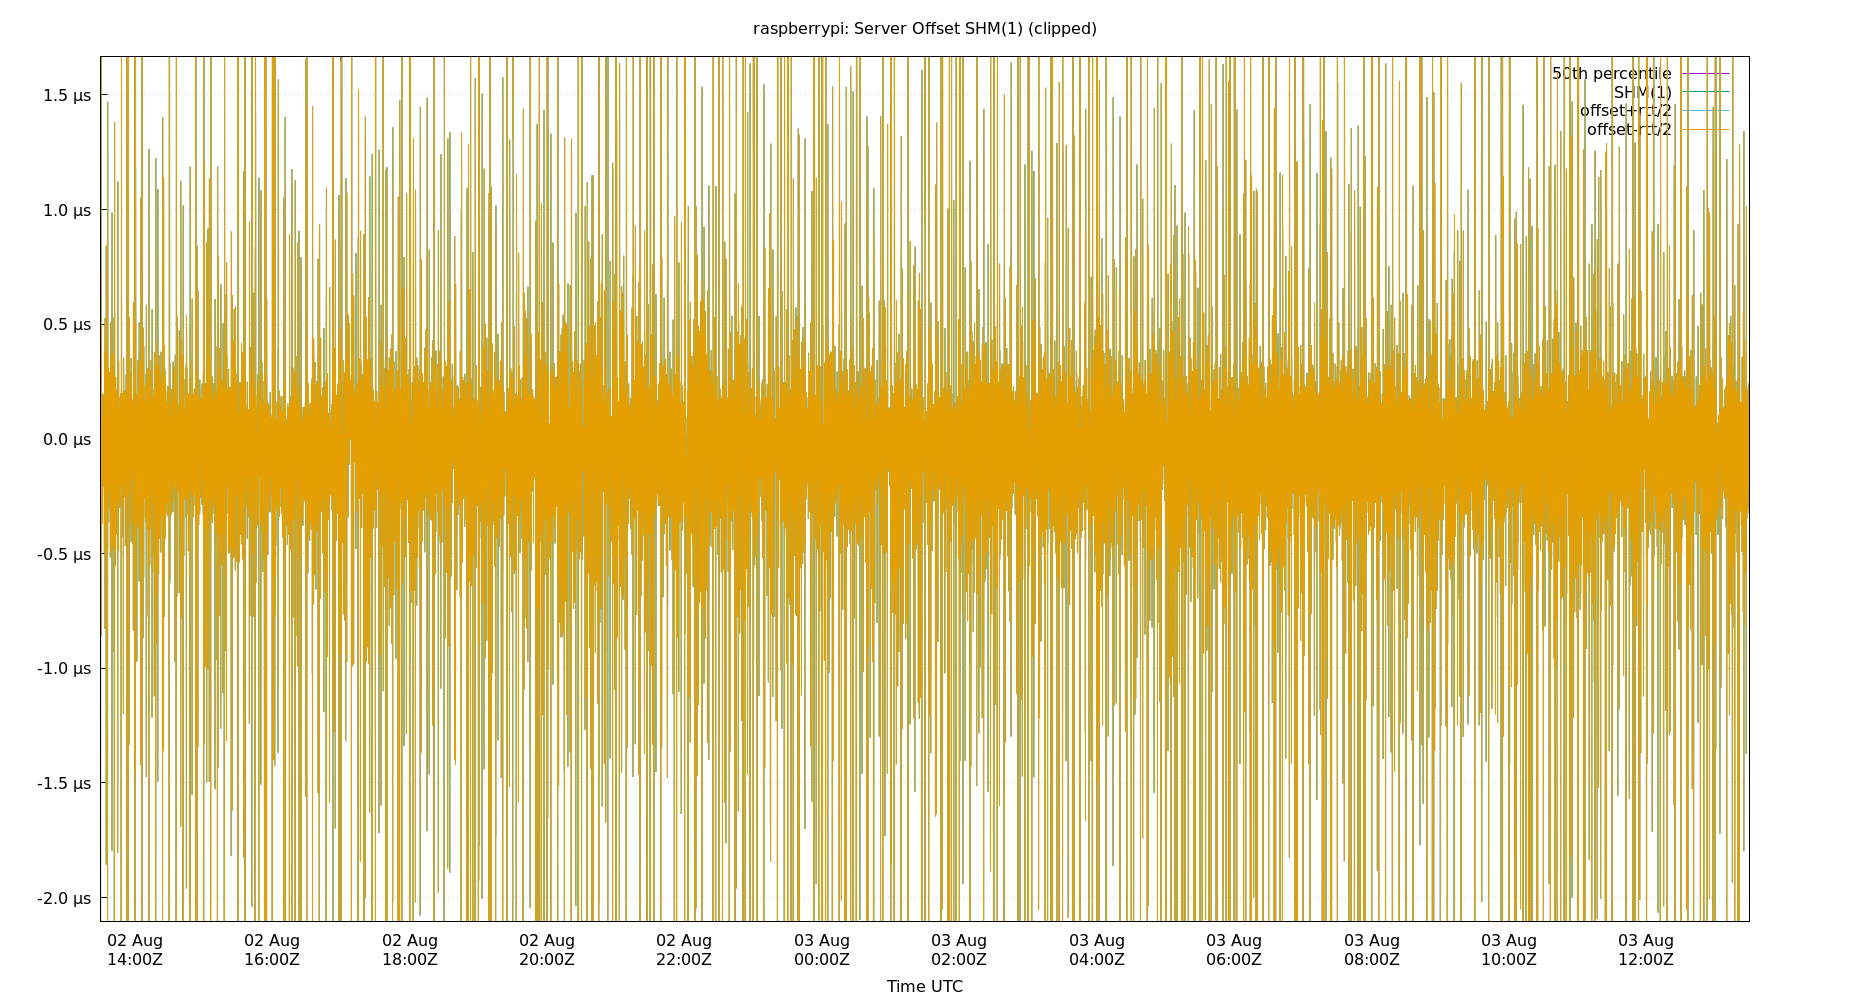 raspberrypi: Server Offset SHM(1) (clipped)
50th percentile
SHM(1)
offset+rtt/2
offset-rtt/2
1.5 µs
1.0 µs
0.5 µs
0.0 µs
-0.5 µs
-1.0 µs
-1.5 µs
-2.0 µs
02 Aug 02 Aug 02 Aug 02 Aug 02 Aug 03 Aug 03 Aug 03 Aug 03 Aug 03 Aug 03 Aug 03 Aug
14:00Z 16:00Z 18:00Z 20:00Z 22:00Z 00:00Z 02:00Z 04:00Z 06:00Z 08:00Z 10:00Z 12:00Z
Time UTC